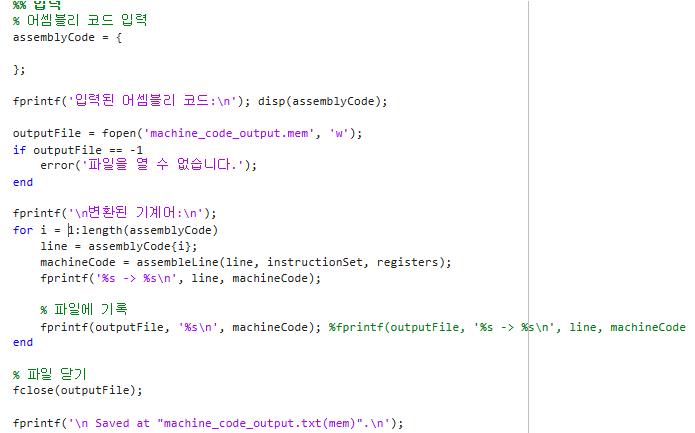 %% 입력
% 어셈블리 코드 입력
assemblyCode = {
};
fprintf('입력된 어셈블리 코드:\n'); disp(assemblyCode);
outputFile = fopen('machine_code_output.mem', 'w');
if outputFile == -1
    error('파일을 열 수 없습니다.');
end
fprintf('\n변환된 기계어:\n');
for i = 1:length(assemblyCode)
    line = assemblyCode{i};
    machineCode = assembleLine(line, instructionSet, registers);
    fprintf('%s -> %s\n', line, machineCode);
    % 파일에 기록
    fprintf(outputFile, '%s\n', machineCode); %fprintf(outputFile, '%s -> %s\n', line, machineCode
end
% 파일 닫기
fclose(outputFile);
fprintf('\n Saved at "machine_code_output.txt(mem)".\n');